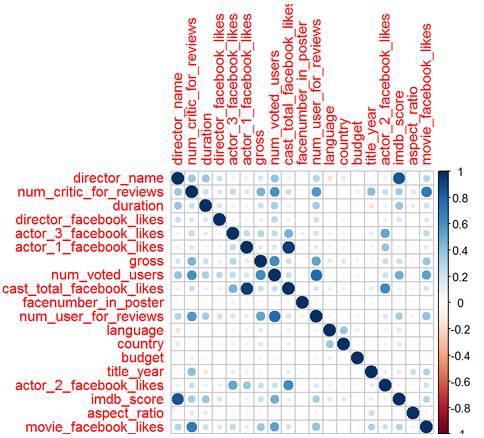 director_name
num_critic_for_reviews
duration
director_facebook_likes
actor_3_facebook_likes
actor_1_facebook_likes
gross
num_voted_users
cast_total_facebook_likes
facenumber_in_poster
num_user_for_reviews
language
country
budget
title_year
actor_2_facebook_likes
imdb_score
aspect_ratio
movie_facebook_likes
director_name
num_critic_for_reviews
duration
director_facebook_likes
actor_3_facebook_likes
actor_1_facebook_likes
gross
num_voted_users
cast_total_facebook_likes
facenumber_in_poster
num_user_for_reviews
language
country
budget
title_year
actor_2_facebook_likes
imdb_score
aspect_ratio
movie_facebook_likes
1
0.8
0.6
0.4
0.2
0
-0.2
-0.4
-0.6
-0.8
-1